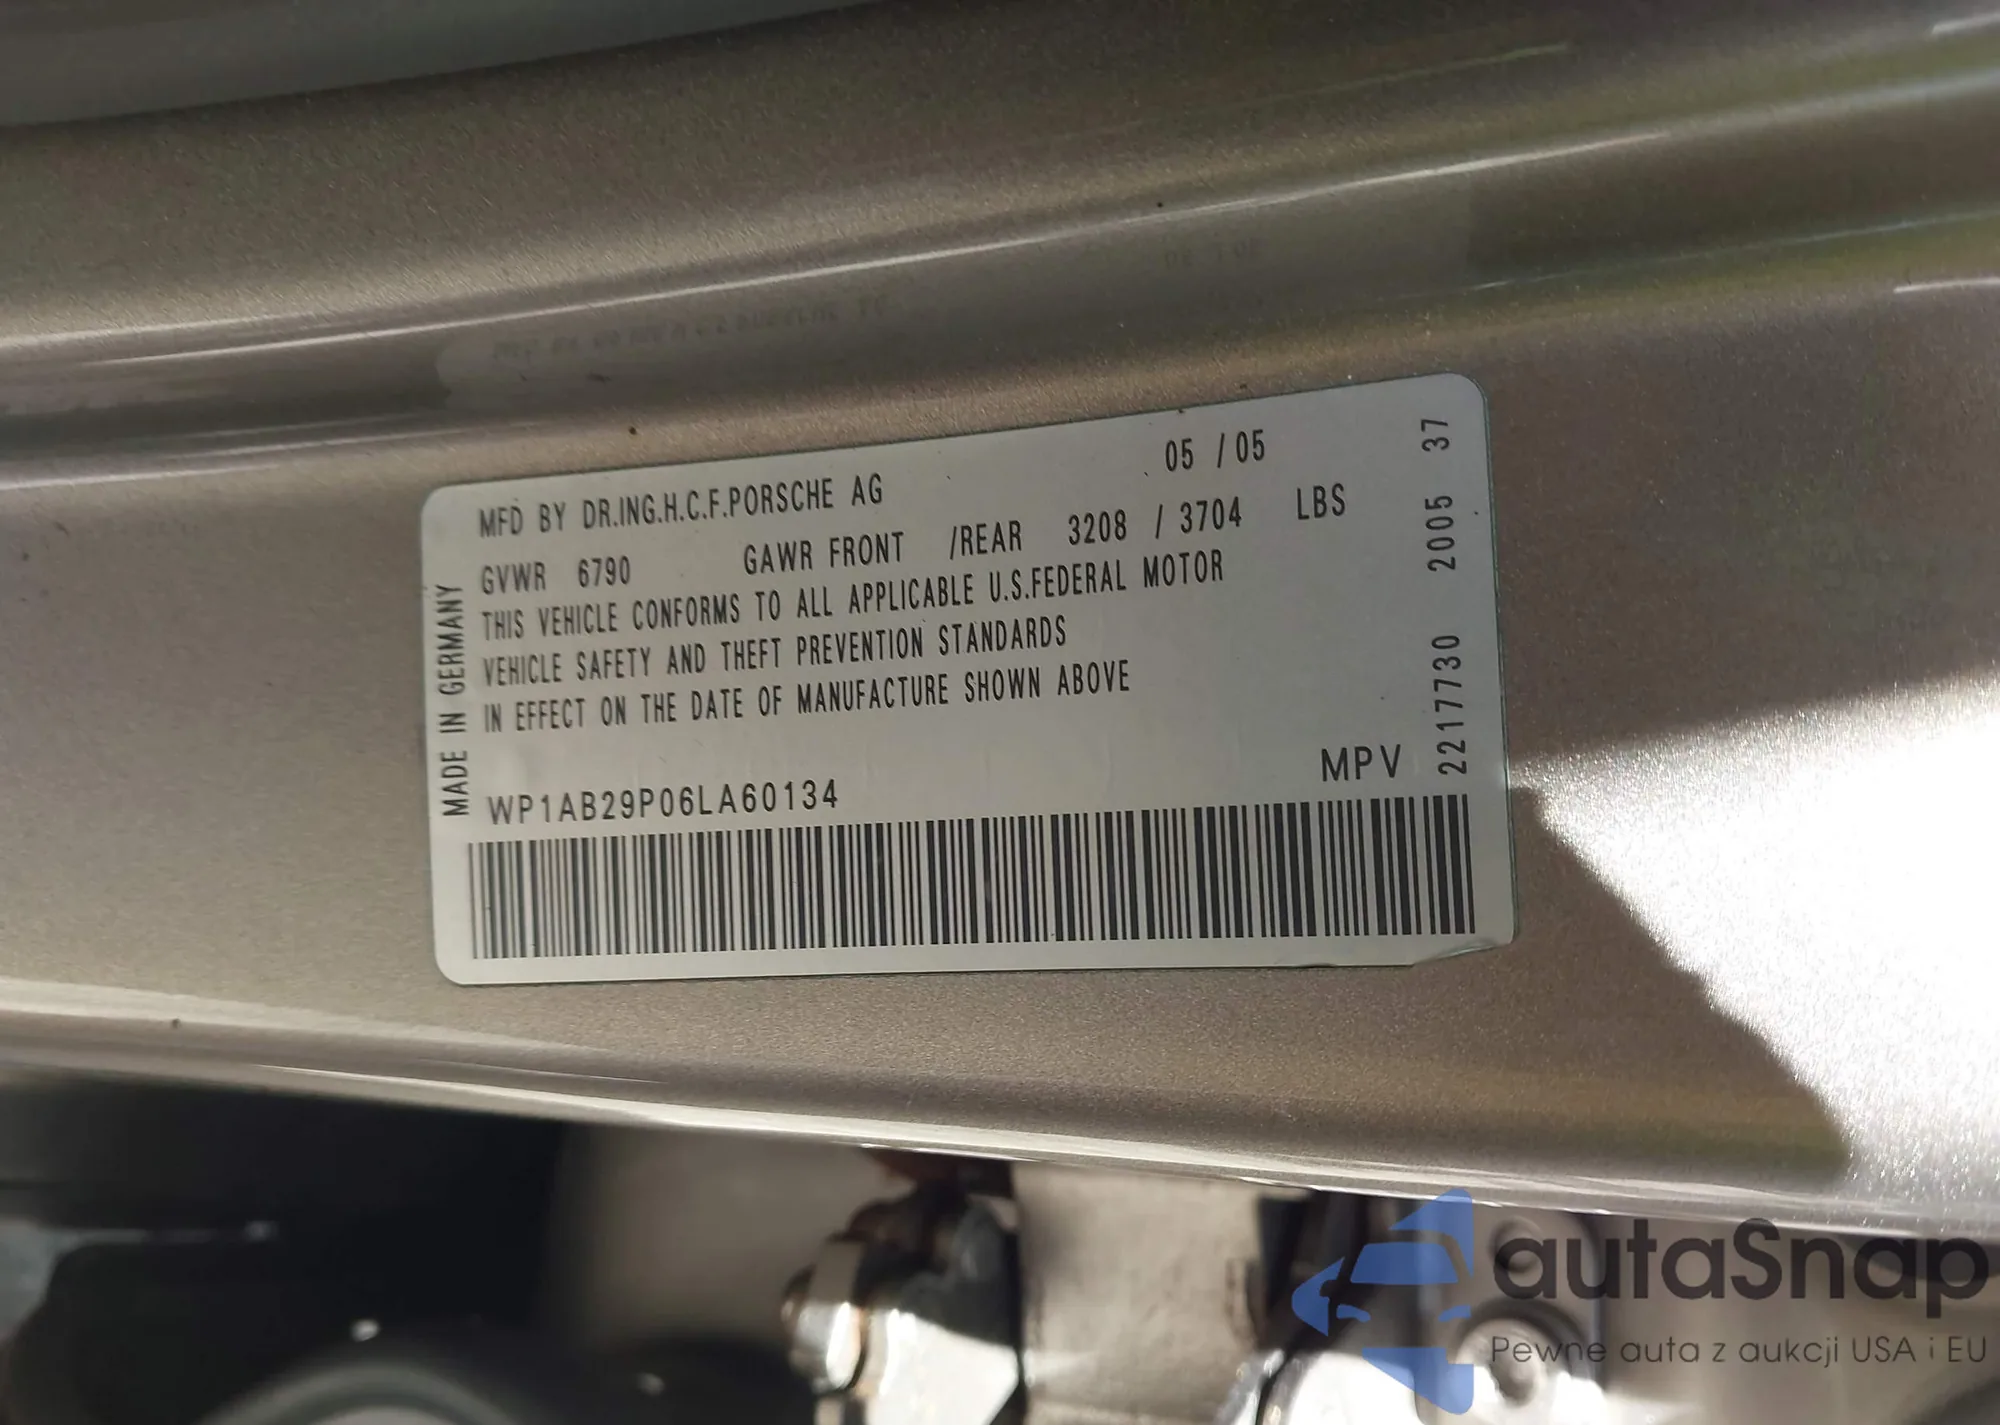 MFD BY DR.ING.H.C.F.PORSCHE AG 05 / 05
GVWR 6790 GAWR FRONT /REAR 3208 / 3704 LBS
THIS VEHICLE CONFORMS TO ALL APPLICABLE U.S.FEDERAL MOTOR
VEHICLE SAFETY AND THEFT PREVENTION STANDARDS
IN EFFECT ON THE DATE OF MANUFACTURE SHOWN ABOVE
WP1AB29P06LA60134 MPV
MADE IN GERMANY
2217730 2005 37
autaSnap
Pewne auta z aukcji USA i EU